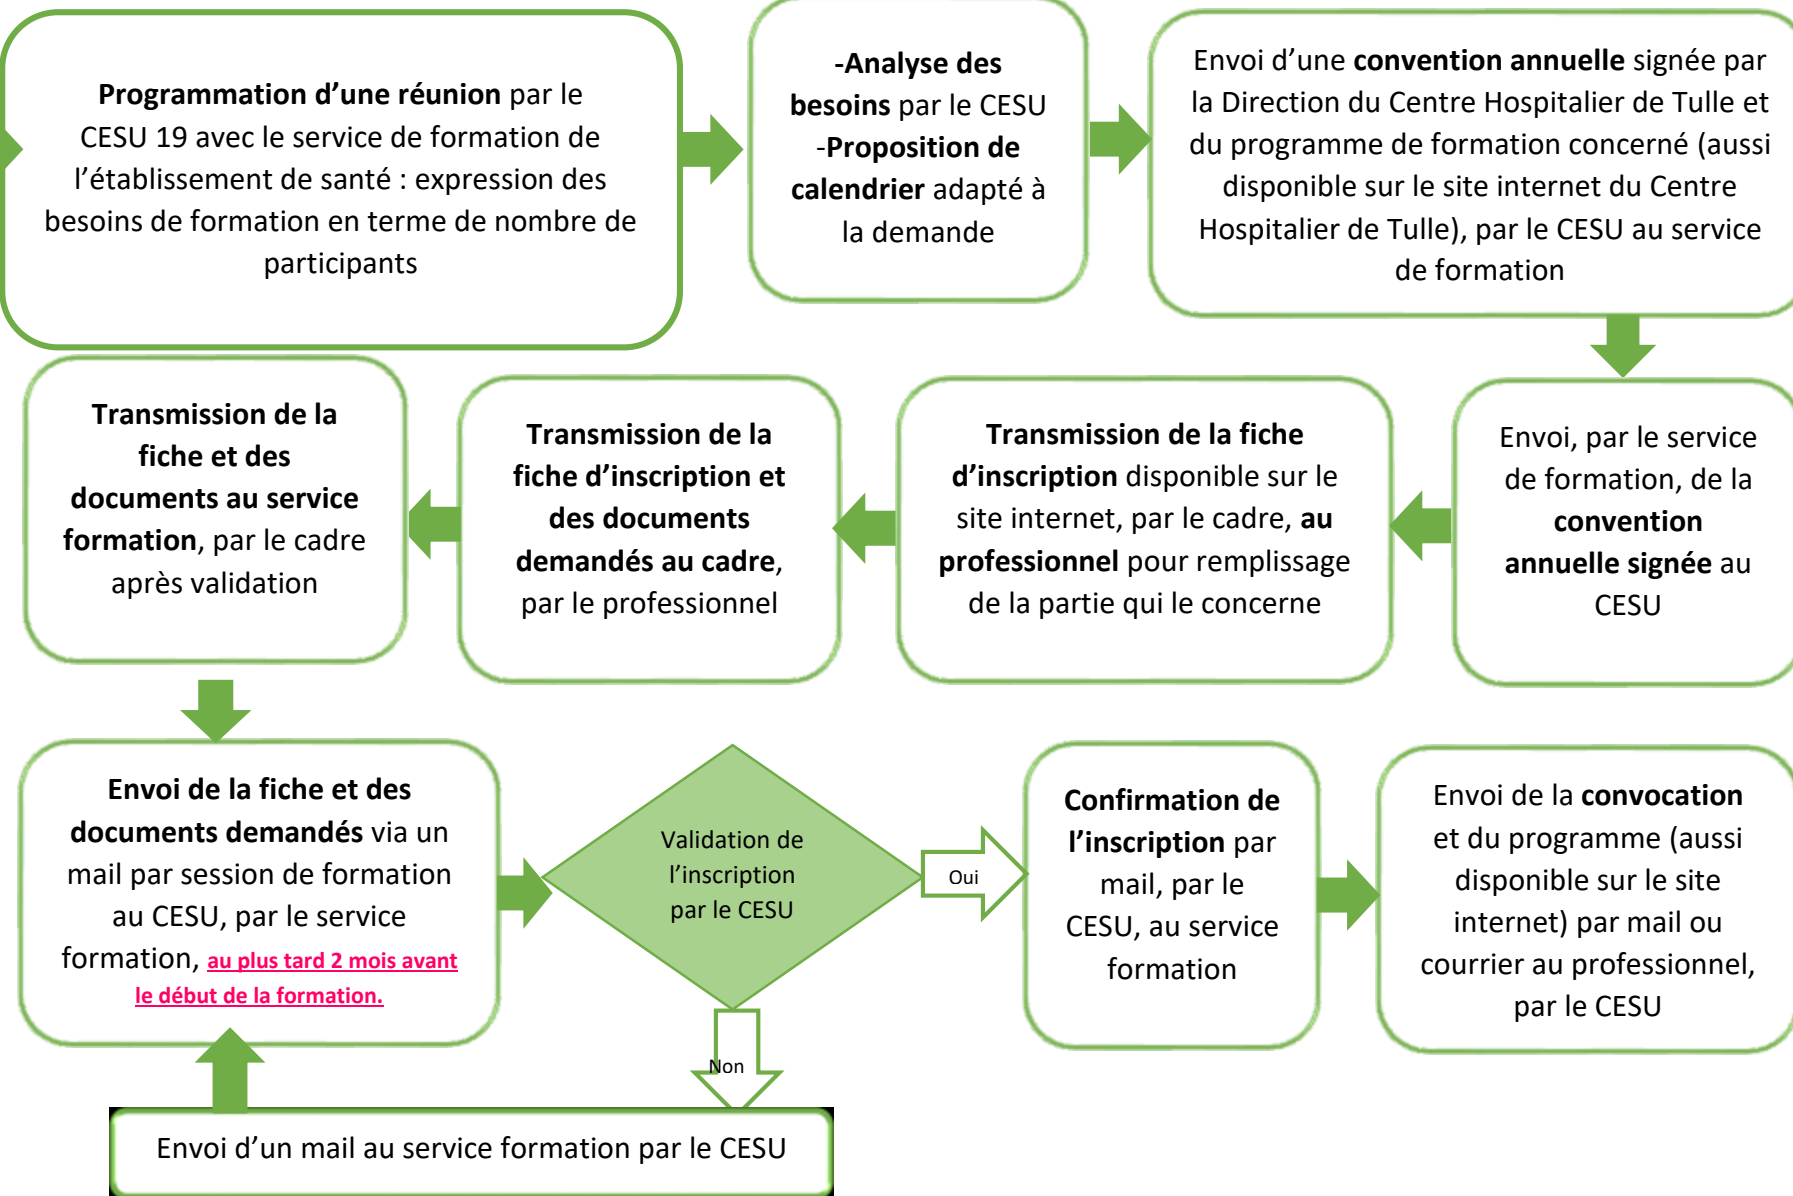 Programmation d’une réunion par le
CESU 19 avec le service de formation de
l’établissement de santé : expression des
besoins de formation en terme de nombre de
participants
-Analyse des
besoins par le CESU
-Proposition de
calendrier adapté à
la demande
Envoi d’une convention annuelle signée par
la Direction du Centre Hospitalier de Tulle et
du programme de formation concerné (aussi
disponible sur le site internet du Centre
Hospitalier de Tulle), par le CESU au service
de formation
Envoi, par le service
de formation, de la
convention
annuelle signée au
CESU
Transmission de la fiche
d’inscription disponible sur le
site internet, par le cadre, au
professionnel pour remplissage
de la partie qui le concerne
Transmission de la
fiche d’inscription et
des documents
demandés au cadre,
par le professionnel
Transmission de la
fiche et des
documents au service
formation, par le cadre
après validation
Envoi de la fiche et des
documents demandés via un
mail par session de formation
au CESU, par le service
formation, au plus tard 2 mois avant
le début de la formation.
Validation de
l’inscription
par le CESU
Oui
Confirmation de
l’inscription par
mail, par le
CESU, au service
formation
Envoi de la convocation
et du programme (aussi
disponible sur le site
internet) par mail ou
courrier au professionnel,
par le CESU
Non
Envoi d’un mail au service formation par le CESU